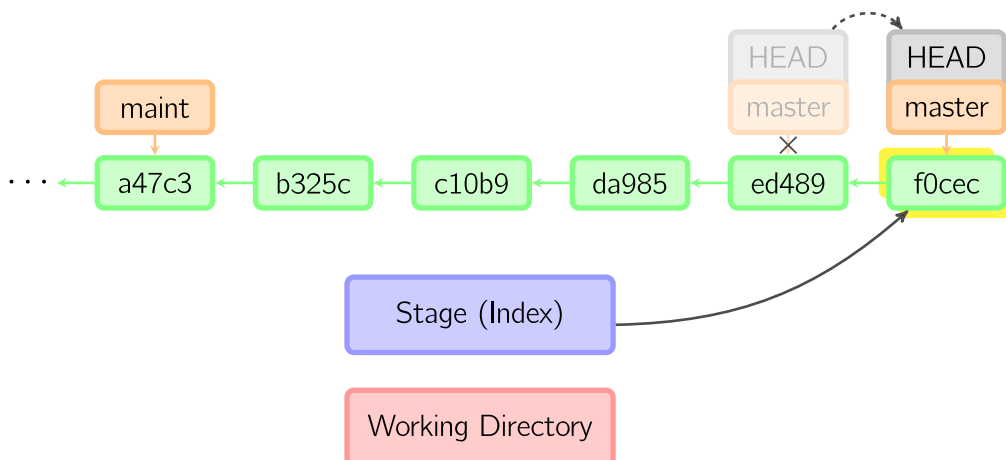 HEAD HEAD
maint master master
... a47c3 b325c c10b9 da985 ed489 f0cec
Stage (Index)
Working Directory